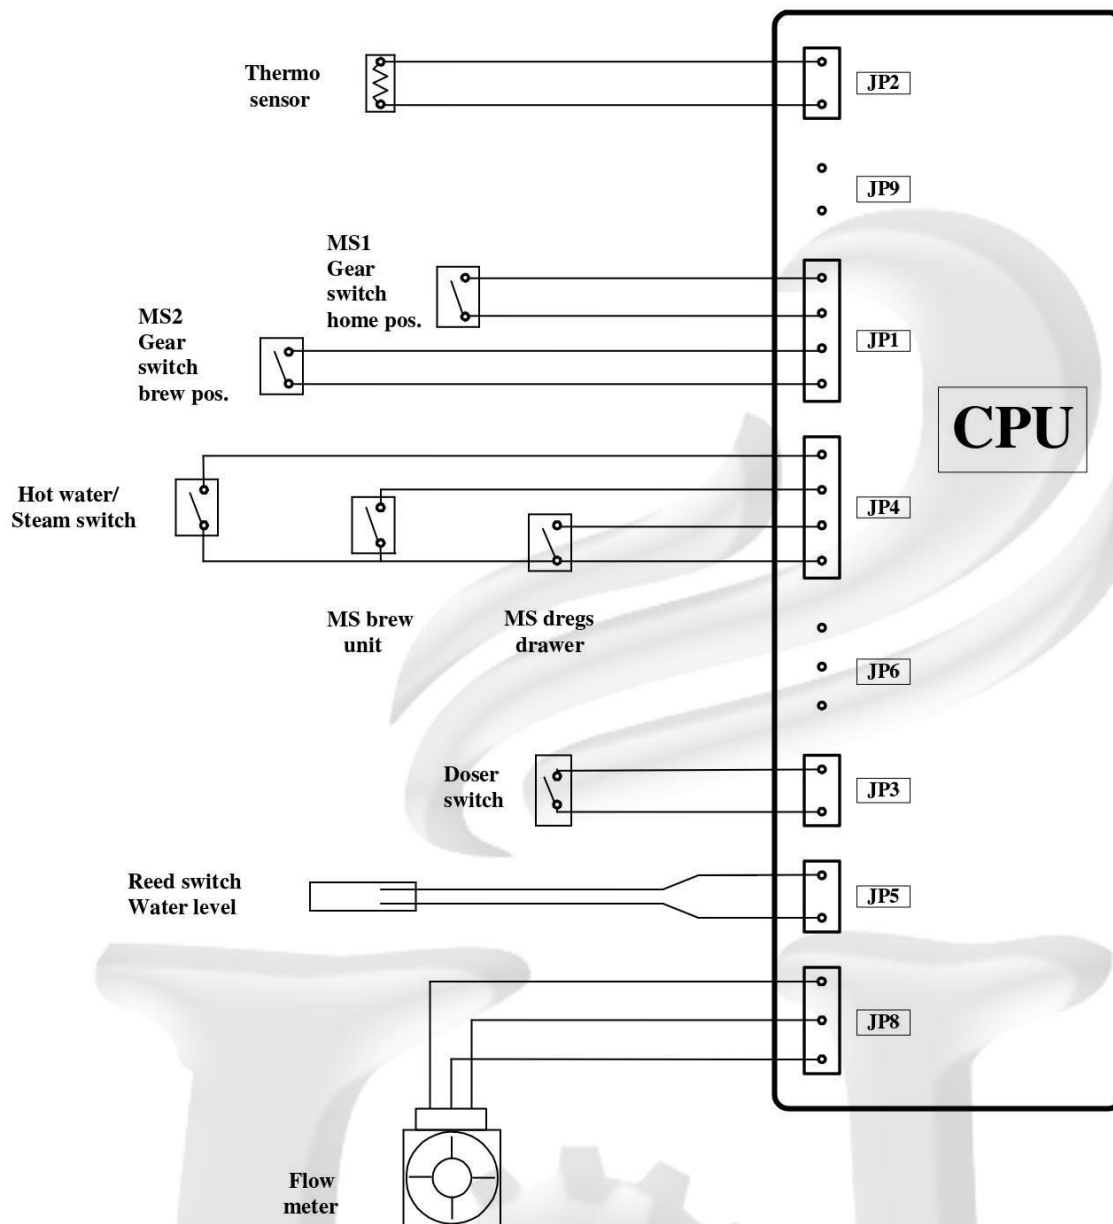 Thermo
sensor
JP2
JP9
MS1
Gear
switch
home pos.
MS2
Gear
switch
brew pos.
JP1
CPU
Hot water/
Steam switch
JP4
MS brew
unit
MS dregs
drawer
JP6
Doser
switch
JP3
Reed switch
Water level
JP5
JP8
Flow
meter